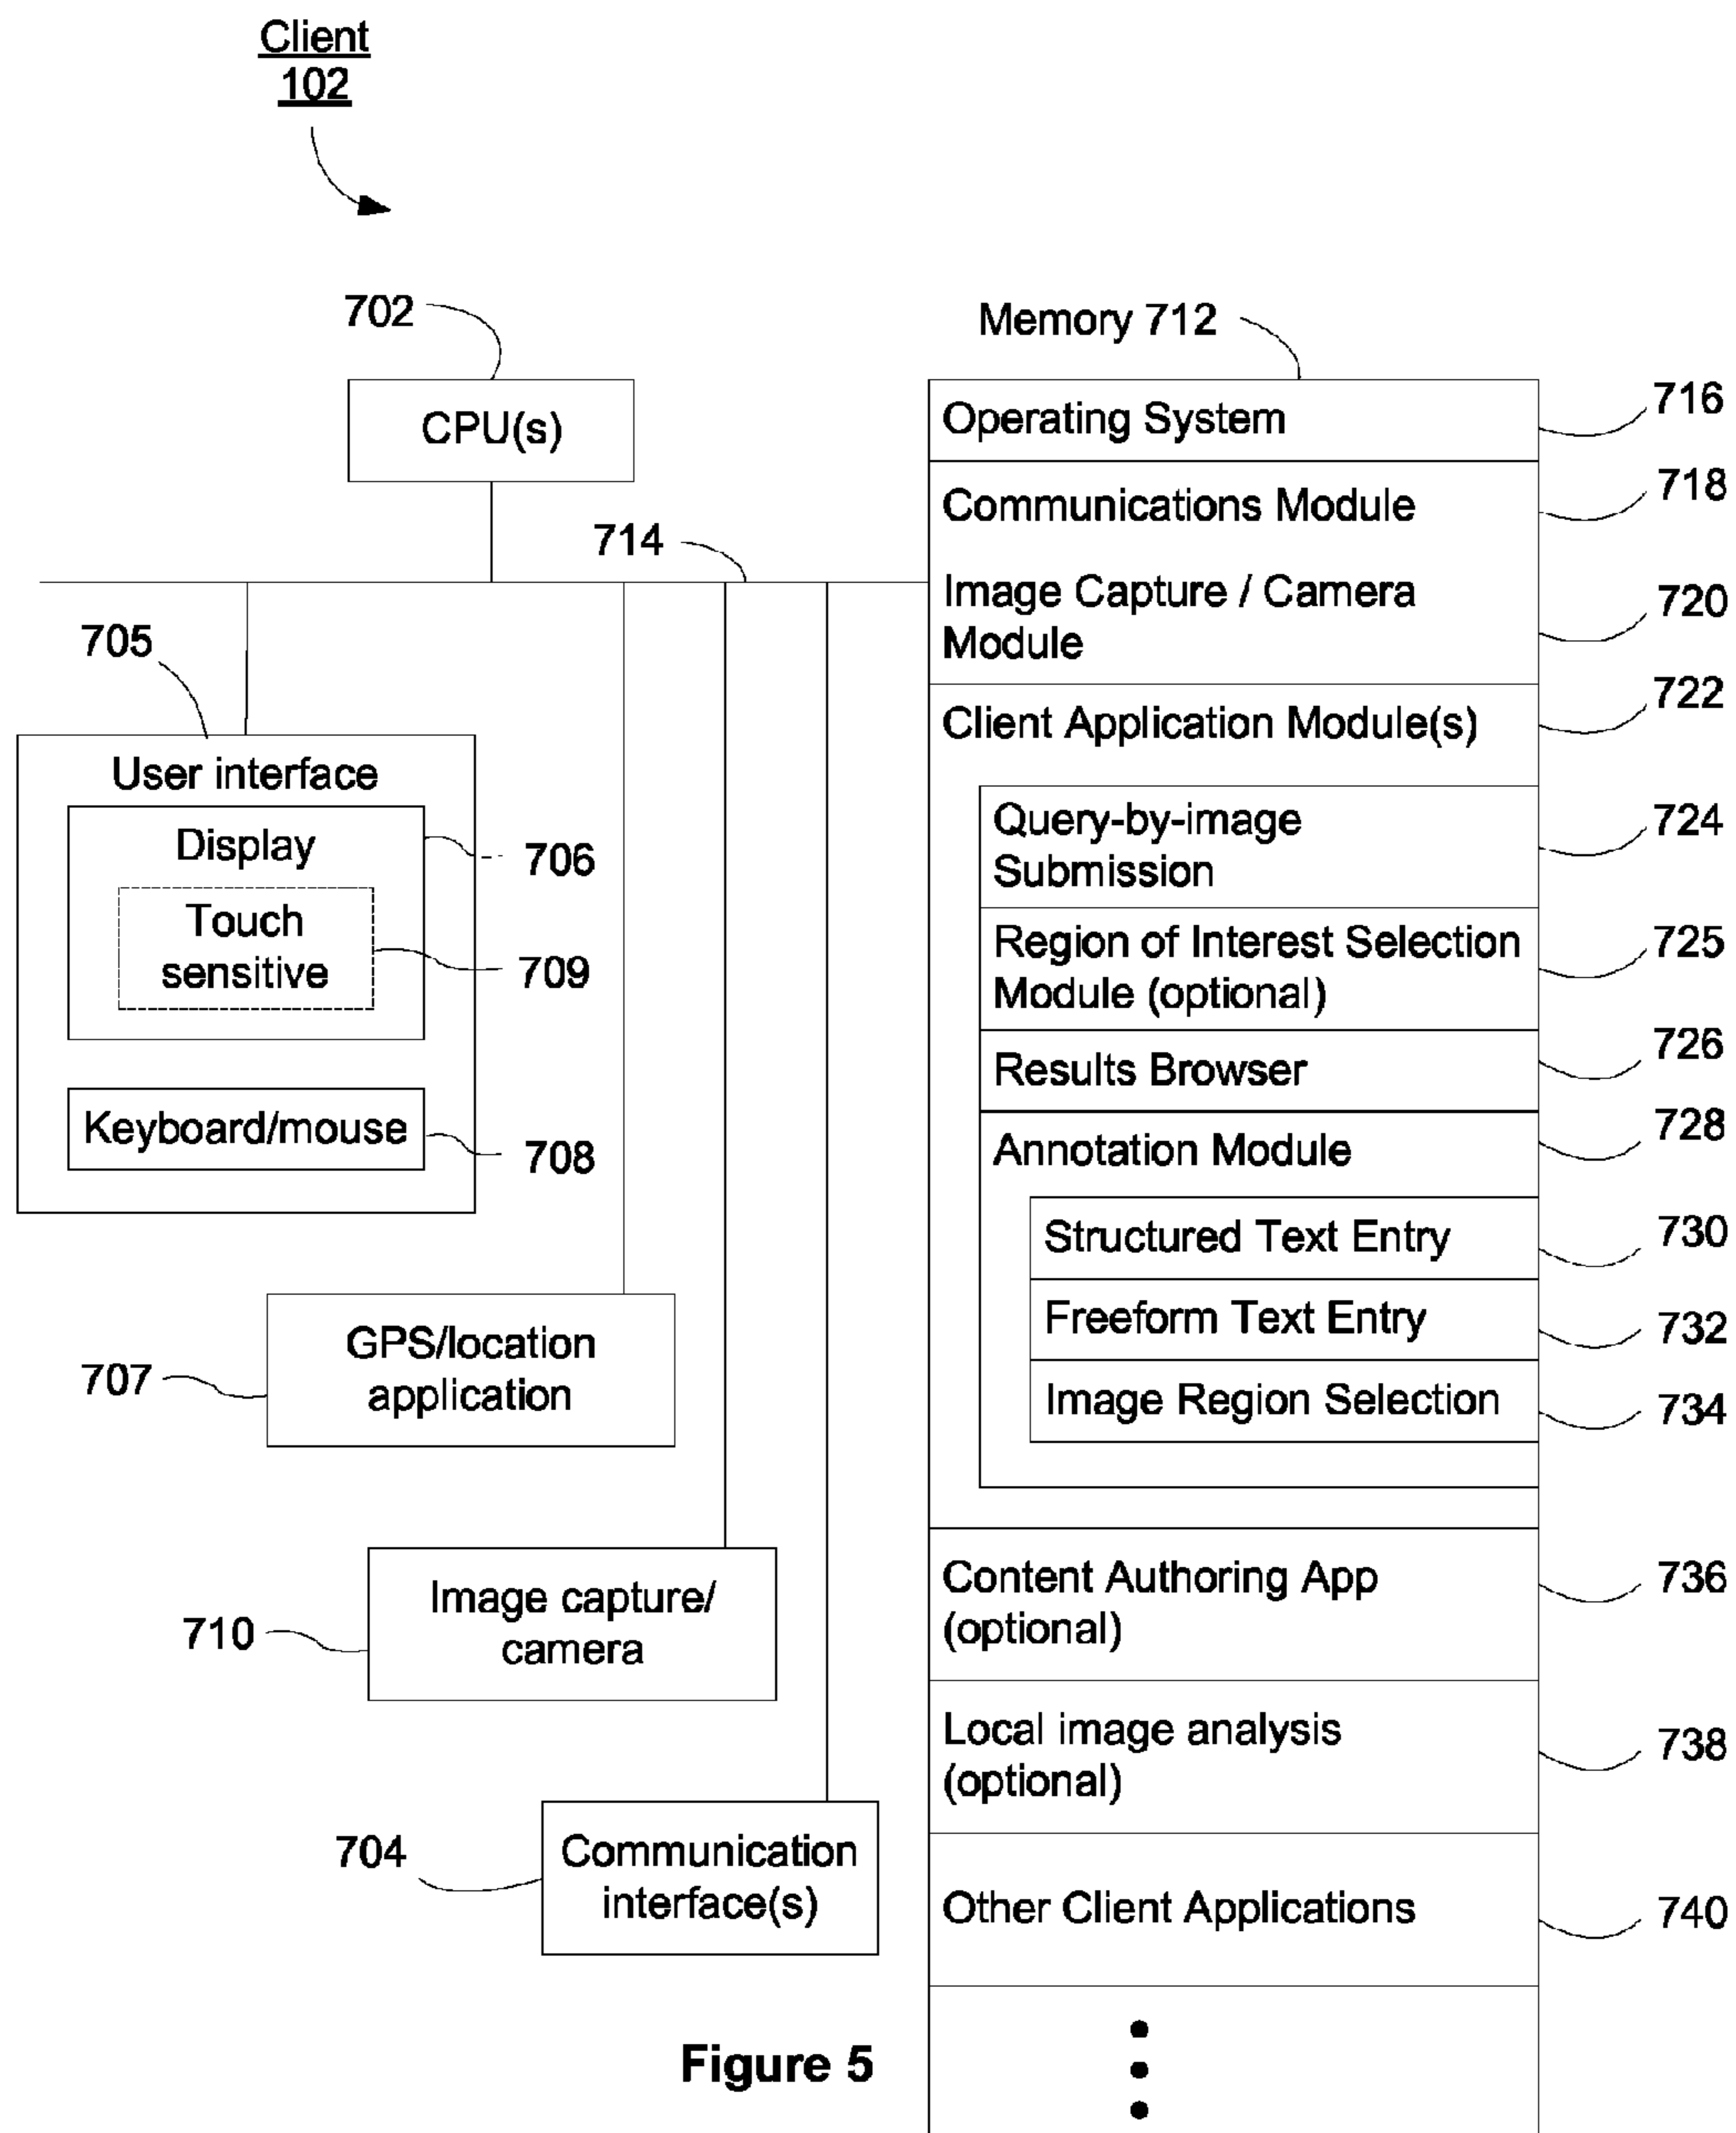 Client
102
702
CPU(s)
714
705
User interface
Display
706
Touch
sensitive
709
Keyboard/mouse
708
GPS/location
application
707
Image capture/
camera
710
Communication
interface(s)
704
Memory 712
Operating System
716
Communications Module
718
Image Capture / Camera
Module
720
Client Application Module(s)
722
Query-by-image
Submission
724
Region of Interest Selection
Module (optional)
725
Results Browser
726
Annotation Module
728
Structured Text Entry
730
Freeform Text Entry
732
Image Region Selection
734
Content Authoring App
(optional)
736
Local image analysis
(optional)
738
Other Client Applications
740
Figure 5